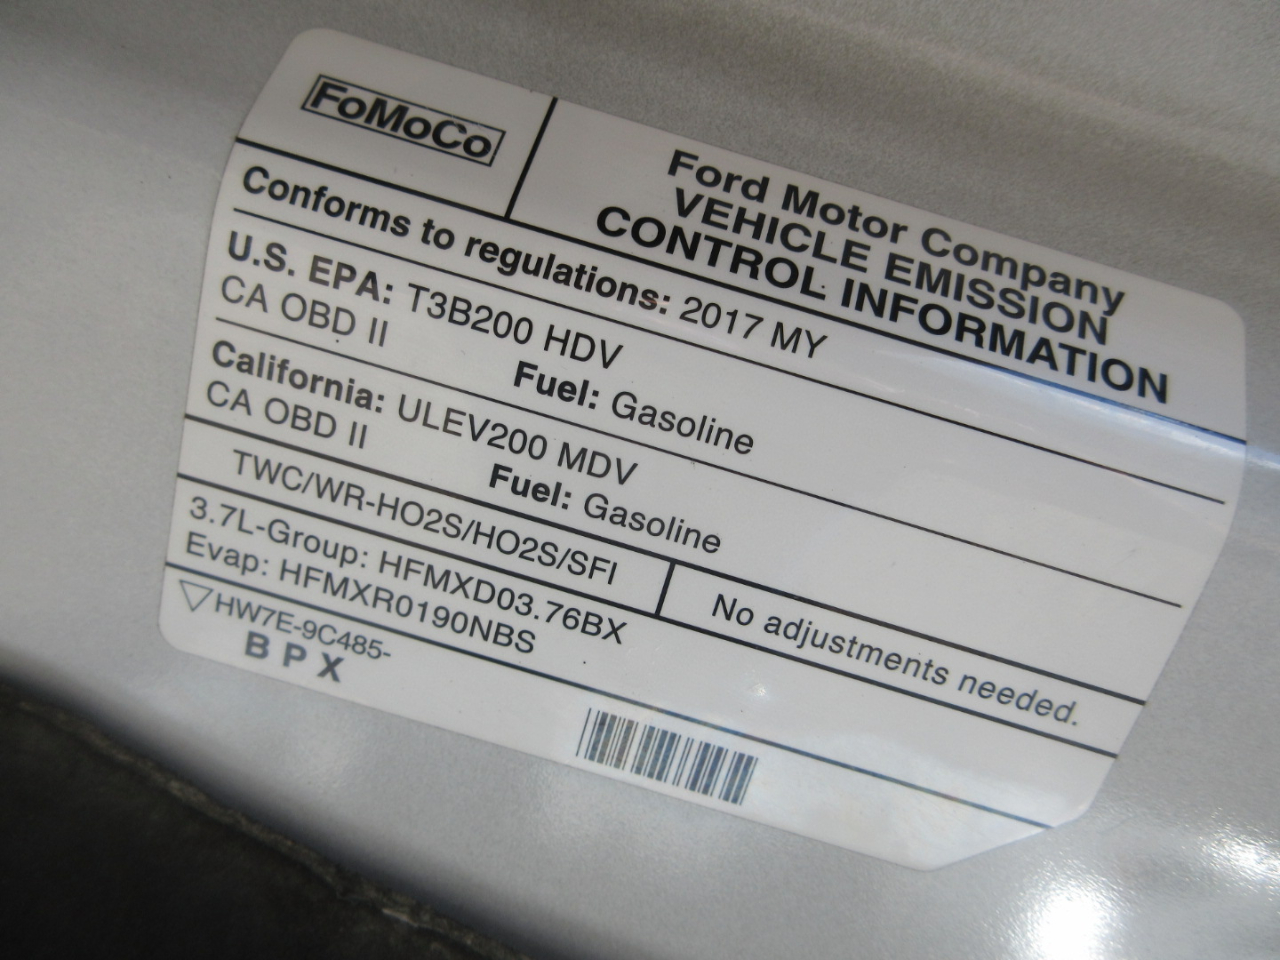 FoMoCo
Ford Motor Company
VEHICLE EMISSION
CONTROL INFORMATION
Conforms to regulations: 2017 MY
U.S. EPA: T3B200 HDV
CA OBD II Fuel: Gasoline
California: ULEV200 MDV
CA OBD II Fuel: Gasoline
TWC/WR-HO2S/HO2S/SFI
No adjustments needed.
3.7L-Group: HFMXD03.76BX
Evap: HFMXR0190NBS
▽HW7E-9C485-
B P X